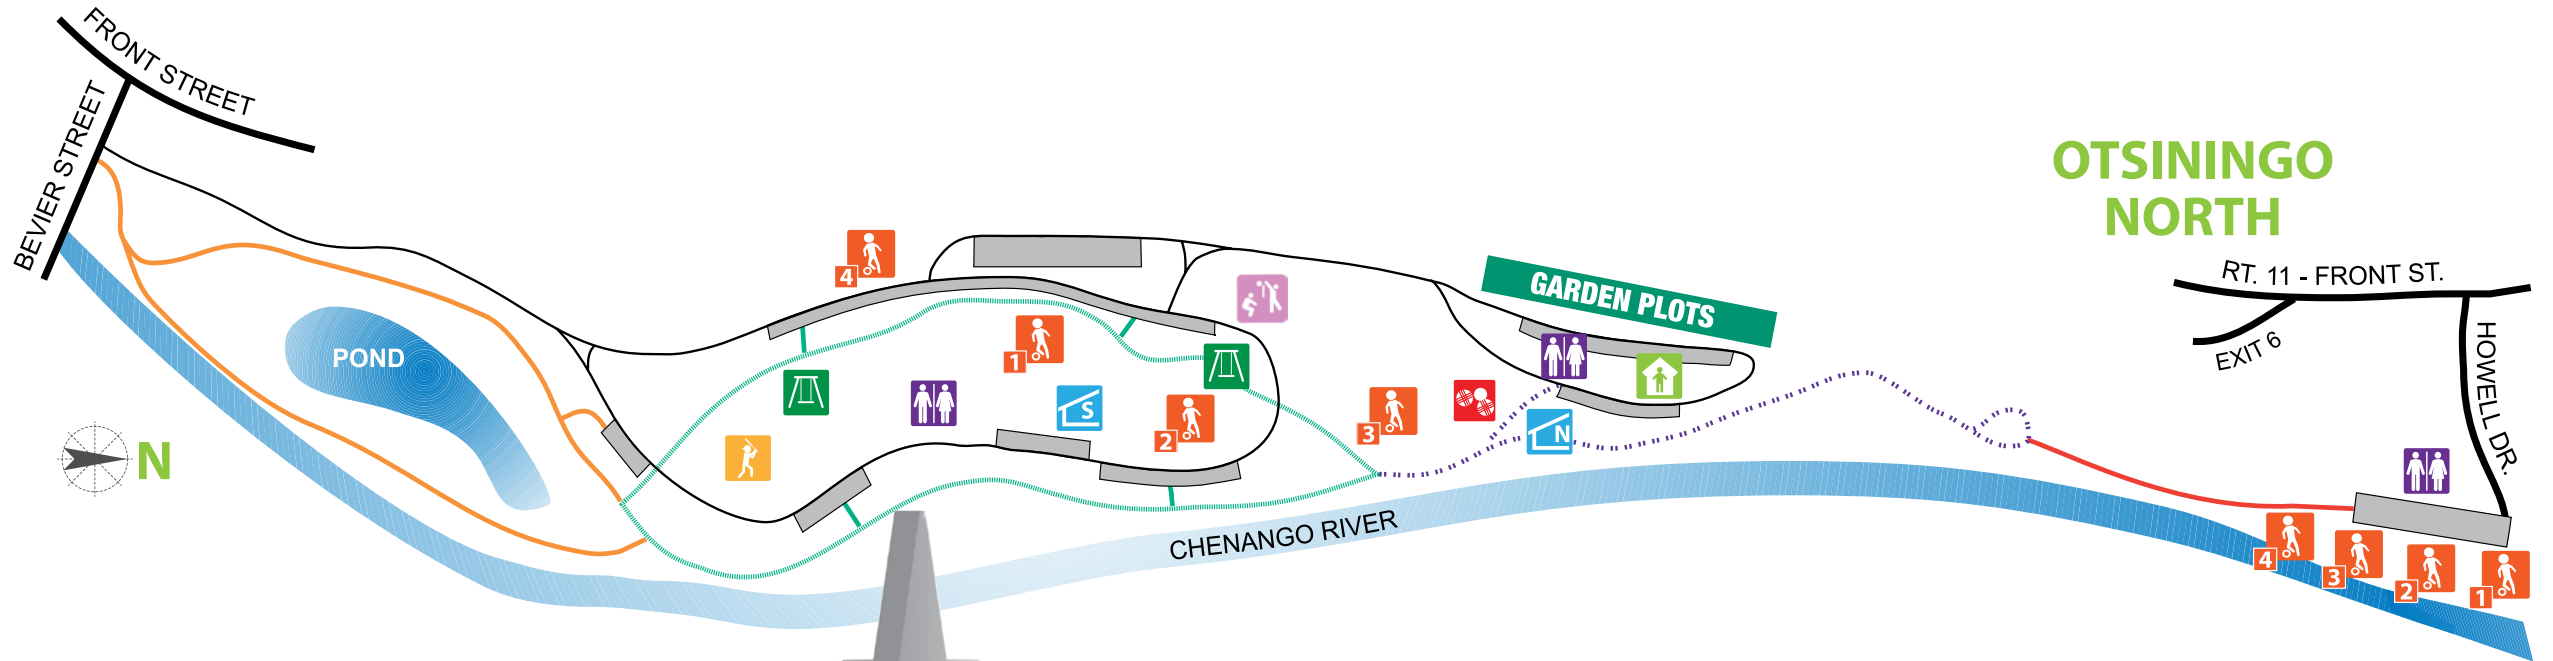 FRONT STREET
BEVIER STREET
OTSININGO
NORTH
4
GARDEN PLOTS
RT. 11 - FRONT ST.
EXIT 6
HOWELL DR.
POND
1
S
2
3
N
N
CHENANGO RIVER
4
3
2
1